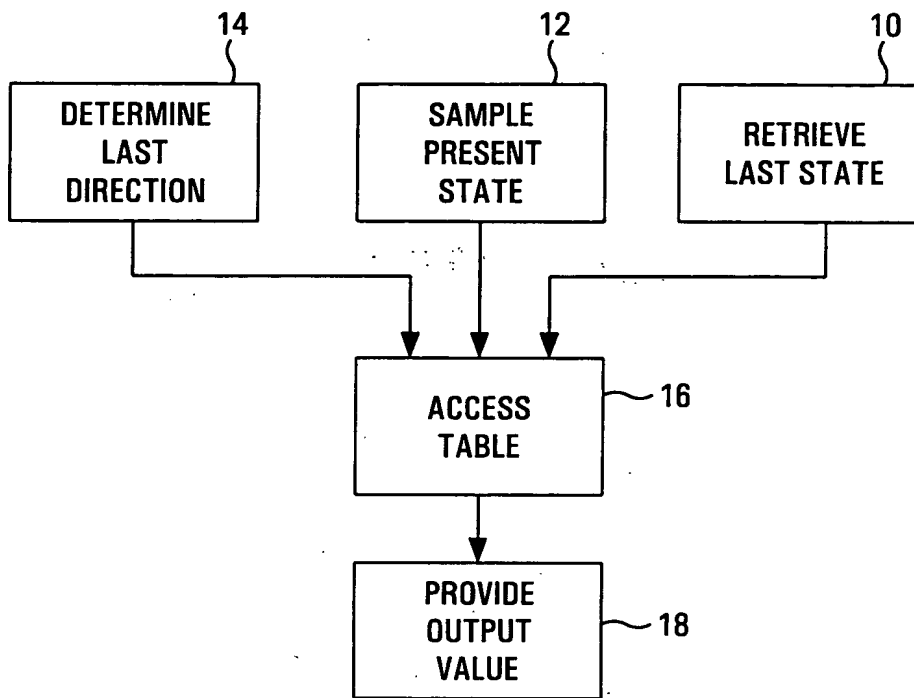 14
12
10
DETERMINE
LAST
DIRECTION
SAMPLE
PRESENT
STATE
RETRIEVE
LAST STATE
ACCESS
TABLE
16
PROVIDE
OUTPUT
VALUE
18